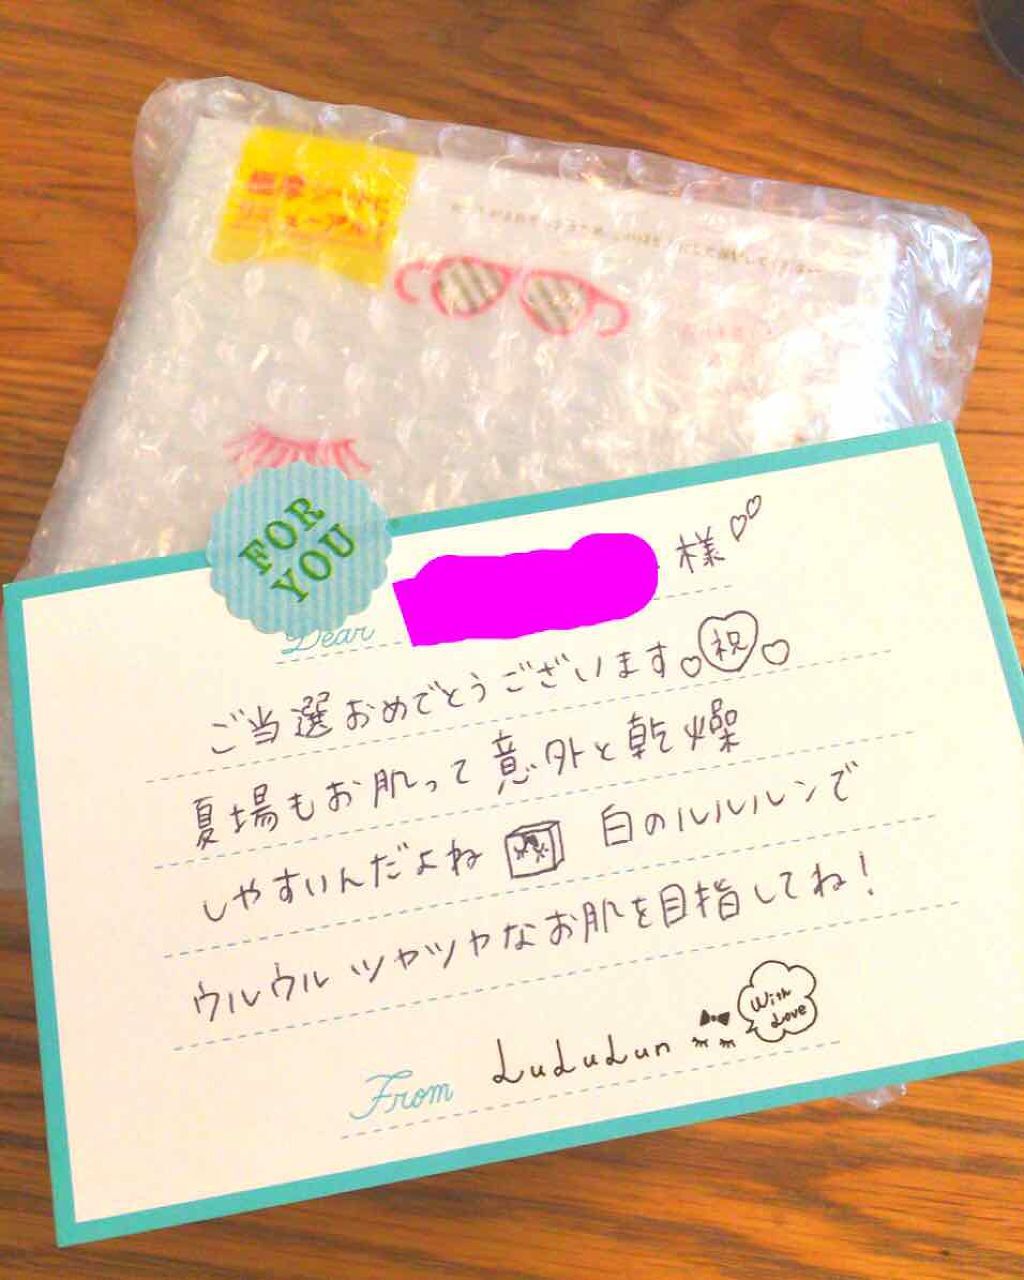 FOR
YOU
Dear 様
ご当選おめでとうございます 祝
夏場もお肌って意外と乾燥
しやすいんだよね 白のルルルンで
ウルウル ツヤツヤなお肌を目指してね!
From LuLuLun
With
Love